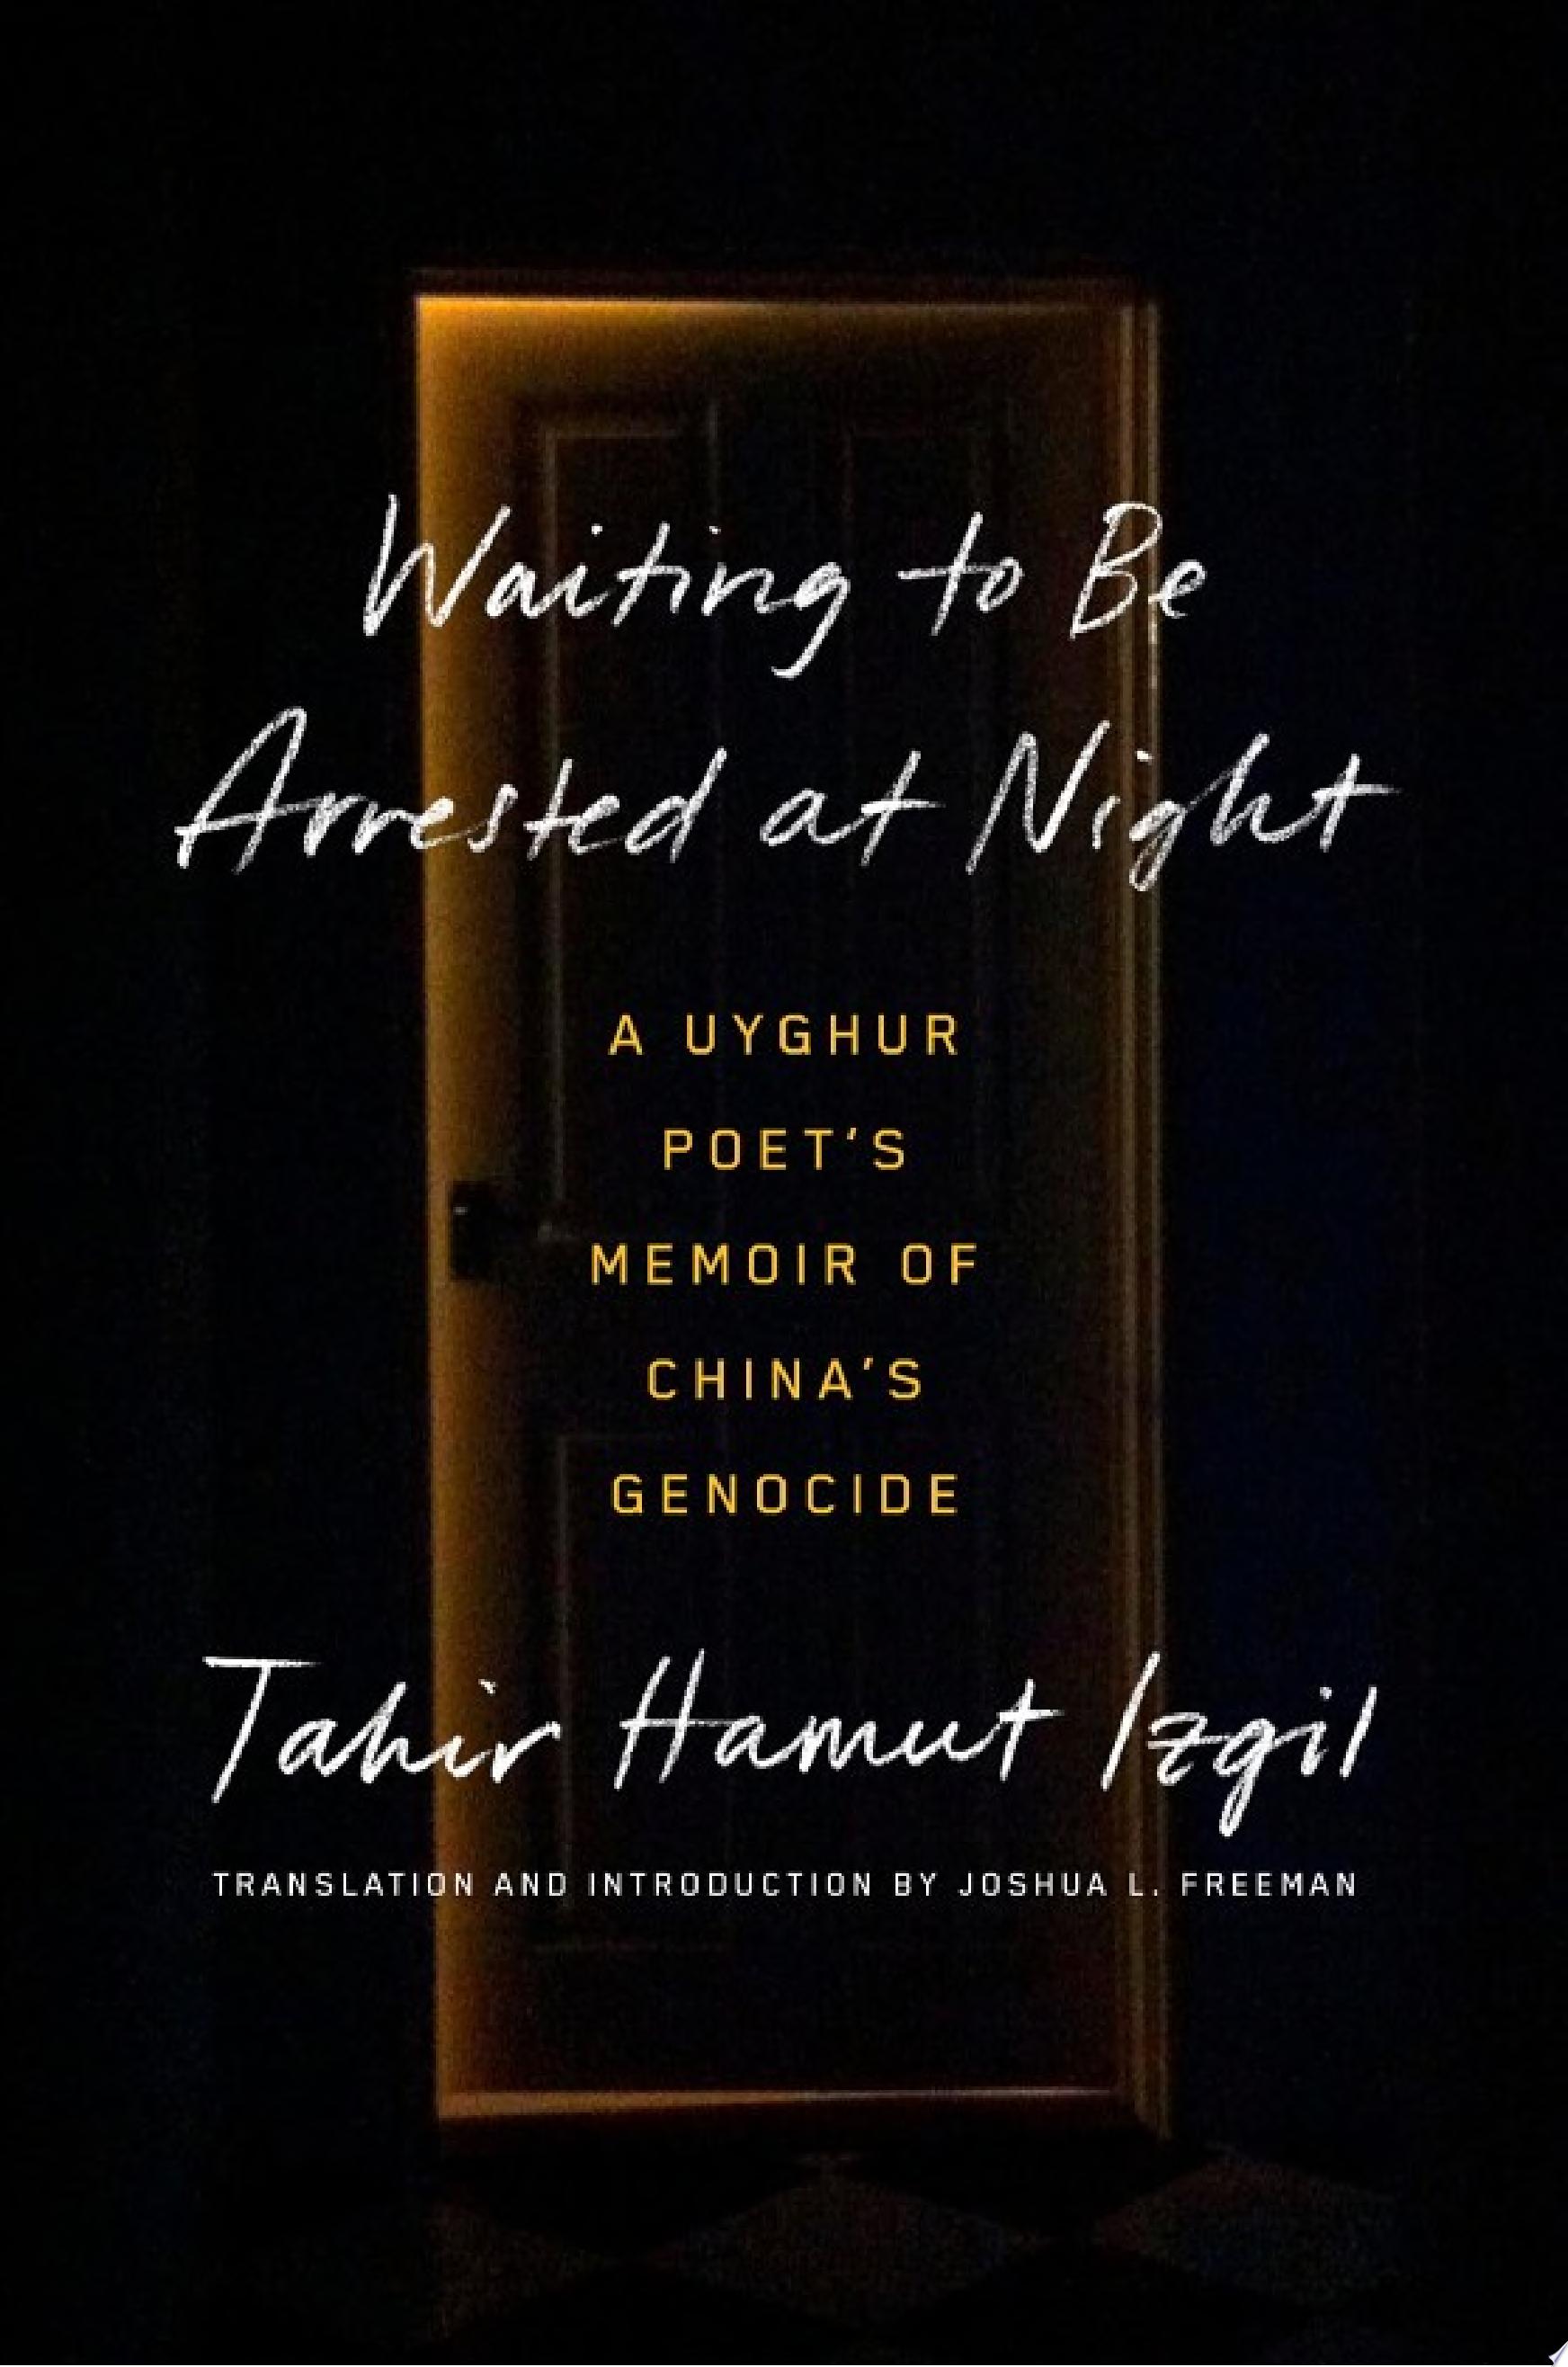 Waiting to Be
Arrested at Night
A UYGHUR
POET'S
MEMOIR OF
CHINA'S
GENOCIDE
Tahir Hamut Izgil
TRANSLATION AND INTRODUCTION BY JOSHUA L. FREEMAN